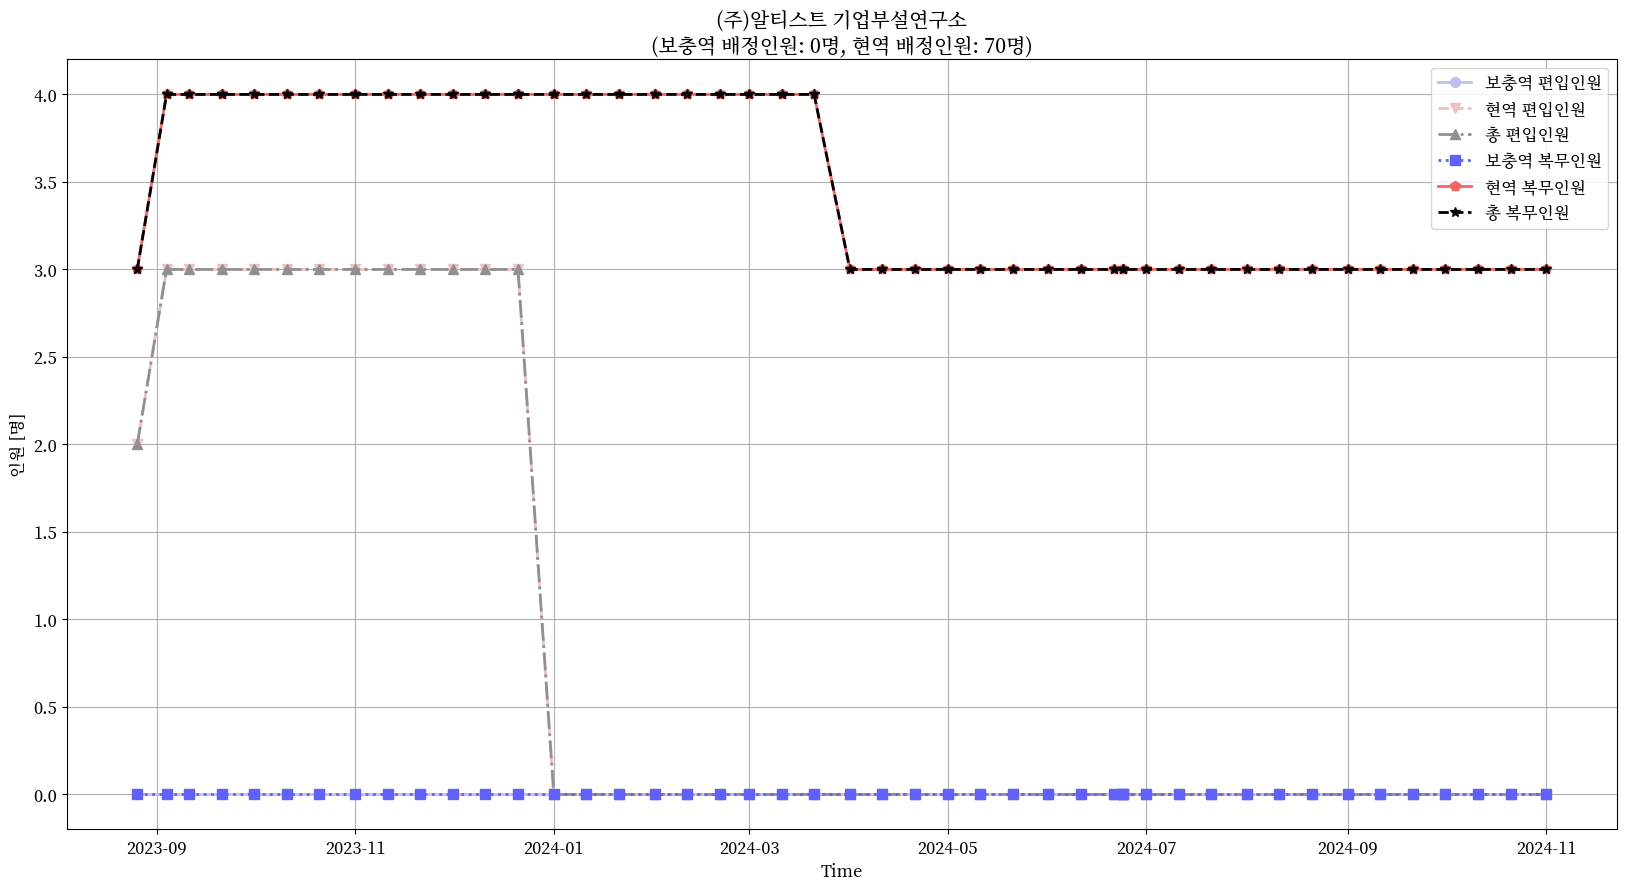 (주)알티스트 기업부설연구소
(보충역 배정인원: 0명, 현역 배정인원: 70명)
보충역 편입인원
현역 편입인원
총 편입인원
보충역 복무인원
현역 복무인원
총 복무인원
인원 [명]
4.0
3.5
3.0
2.5
2.0
1.5
1.0
0.5
0.0
2023-09
2023-11
2024-01
2024-03
2024-05
2024-07
2024-09
2024-11
Time